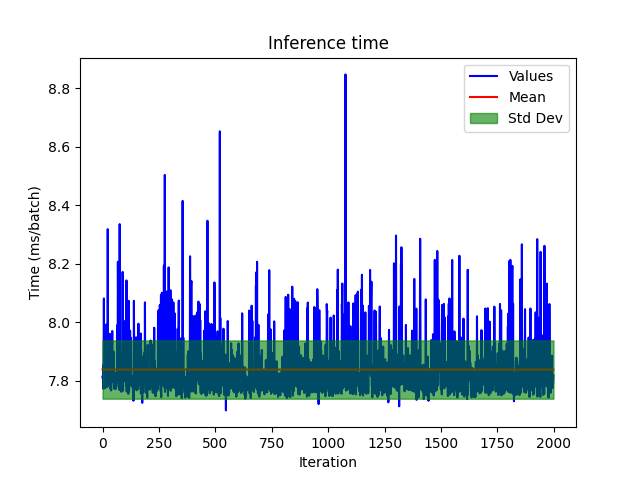 Inference time
Values
Mean
Std Dev
Time (ms/batch)
8.8
8.6
8.4
8.2
8.0
7.8
0 250 500 750 1000 1250 1500 1750 2000
Iteration